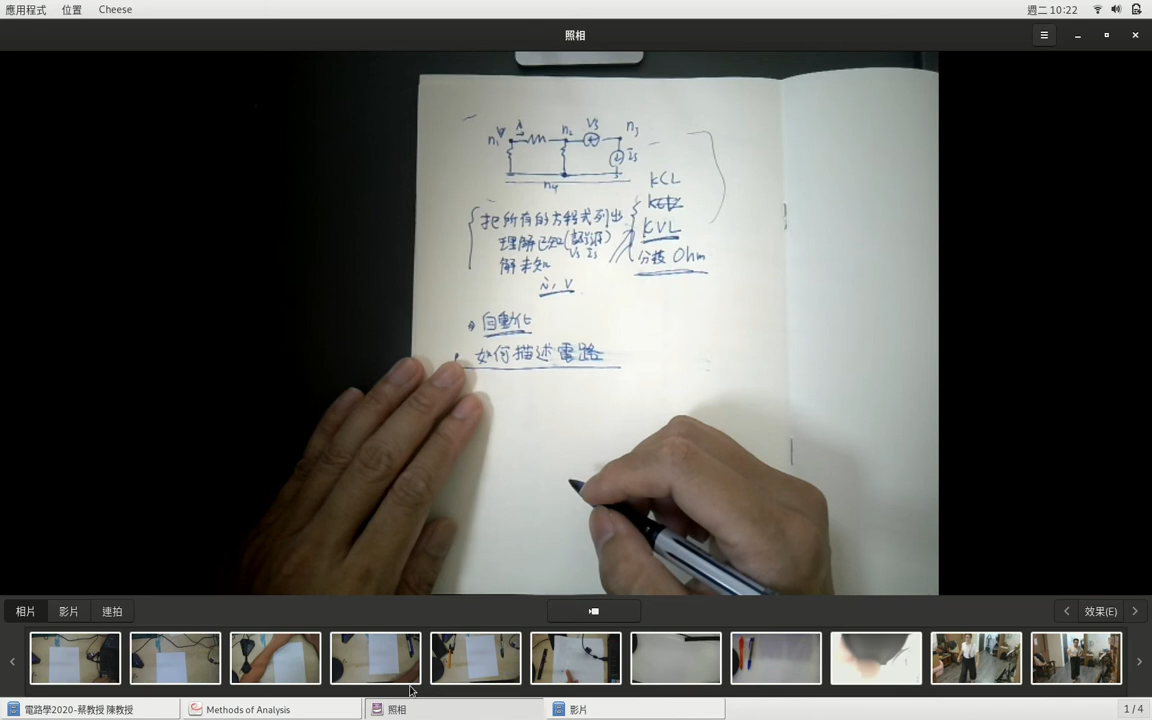 應用程式 位置 Cheese 週二 10:22
照相
V3
n1 n2 n3
Is
n4
KCL
KVL
分枝 Ohm
把所有的方程式列出
理解已知(
Vs Is
解未知
i, V
自動化
如何描述電路
相片 影片 連拍 效果(E)
電路學2020-蔡教授 陳教授 Methods of Analysis 照相 影片 1 / 4